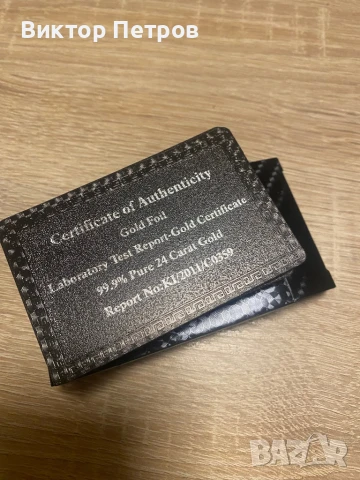 Виктор Петров
Certificate of Authenticity
Gold Foil
Laboratory Test Report-Gold Certificate
99.9% Pure 24 Carat Gold
Report No:KI/2011/C0359
BAZAR